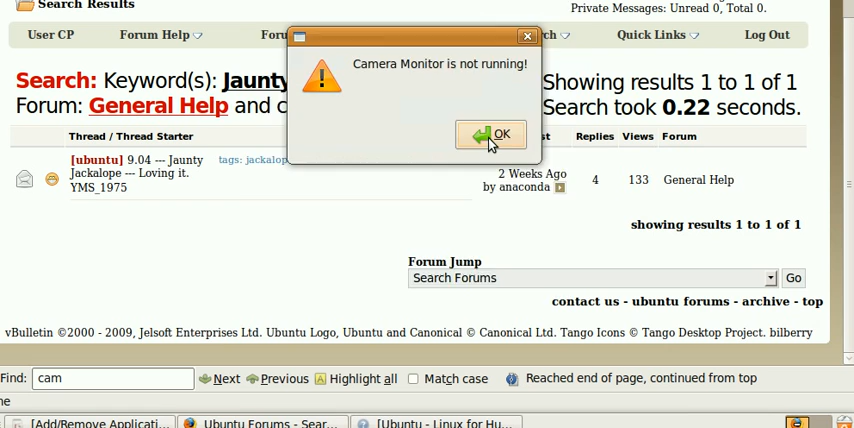 Search Results
Private Messages: Unread 0, Total 0.
User CP
Forum Help
Quick Links
Log Out
Camera Monitor is not running!
OK
Search: Keyword(s): Jaunty
Forum: General Help and
Showing results 1 to 1 of 1
Search took 0.22 seconds.
Thread / Thread Starter
Replies
Views
Forum
[ubuntu] 9.04 --- Jaunty
Jackalope --- Loving it.
YMS_1975
tags: jackalop
2 Weeks Ago
by anaconda
4
133
General Help
showing results 1 to 1 of 1
Forum Jump
Search Forums
Go
contact us - ubuntu forums - archive - top
vBulletin ©2000 - 2009, Jelsoft Enterprises Ltd. Ubuntu Logo, Ubuntu and Canonical © Canonical Ltd. Tango Icons © Tango Desktop Project. bilberry
Find:
cam
Next
Previous
Highlight all
Match case
Reached end of page, continued from top
ne
[Add/Remove Applicati...
Ubuntu Forums - Sear...
[Ubuntu - Linux for Hu...